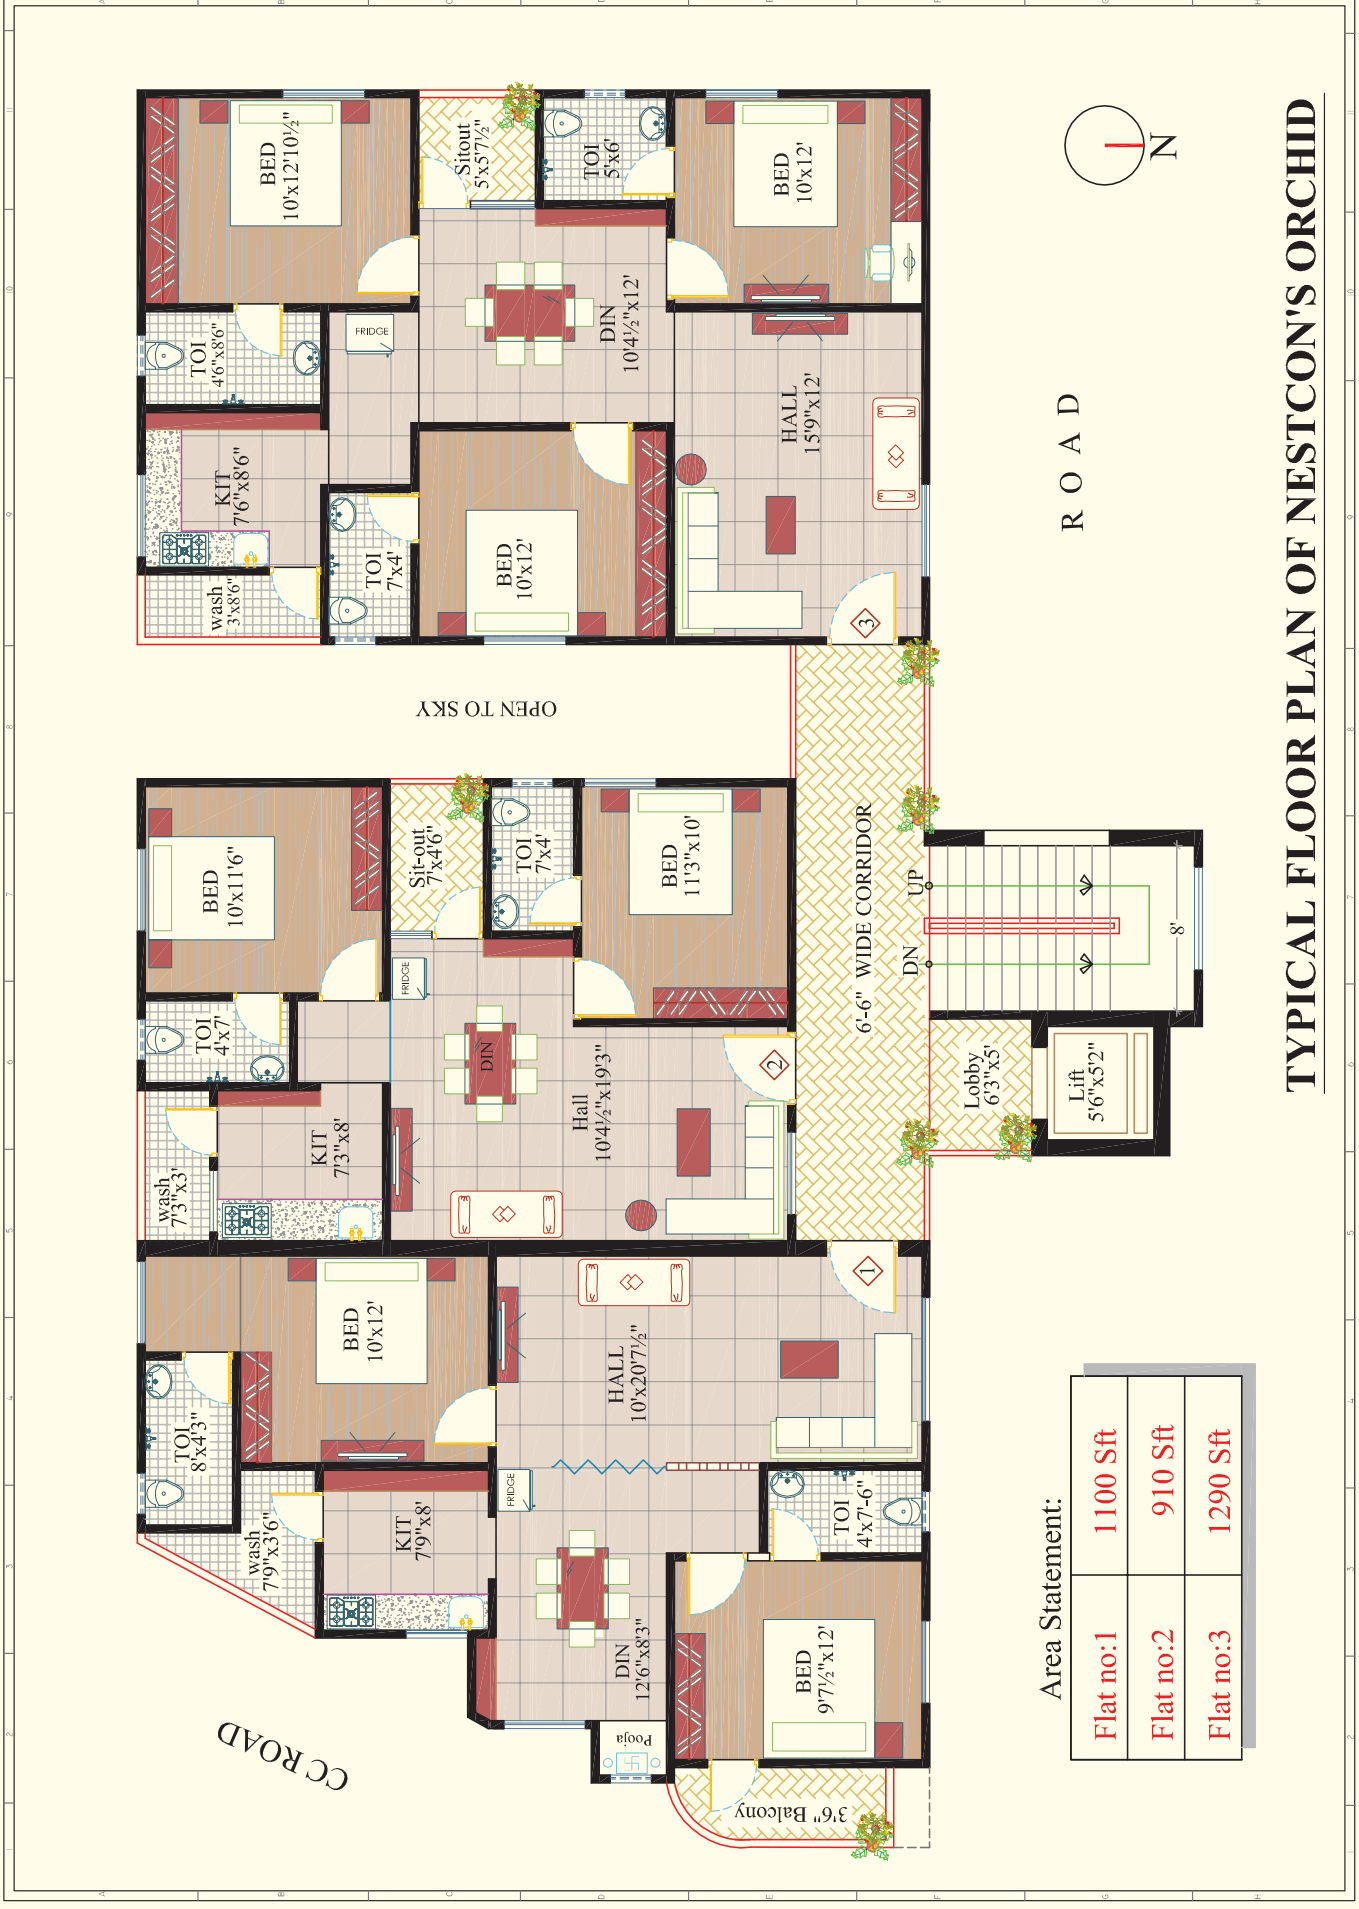 TYPICAL FLOOR PLAN OF NESTCON'S ORCHID
N
R O A D
BED
10'x12'10½"
Sitout
5'x5'7½"
TOI
5'x6'
BED
10'x12'
TOI
4'6"x8'6"
FRIDGE
DIN
10'4½"x12'
HALL
15'9"x12'
KIT
7'6"x8'6"
wash
3'x8'6"
TOI
7'x4'
BED
10'x12'
3
OPEN TO SKY
BED
10'x11'6"
Sit-out
7'x4'6"
TOI
7'x4'
BED
11'3"x10'
TOI
4'x7'
FRIDGE
DIN
Hall
10'4½"x19'3"
2
KIT
7'3"x8'
wash
7'3"x3'
6'-6" WIDE CORRIDOR
UP
DN
8'
Lobby
6'3"x5'
Lift
5'6"x5'2"
BED
10'x12'
HALL
10'x20'7½"
1
TOI
8'x4'3"
wash
7'9"x3'6"
KIT
7'9"x8'
FRIDGE
TOI
4'x7'-6"
DIN
12'6"x8'3"
BED
9'7½"x12'
Pooja
3'6" Balcony
CC ROAD
Area Statement:
Flat no:1 1100 Sft
Flat no:2 910 Sft
Flat no:3 1290 Sft